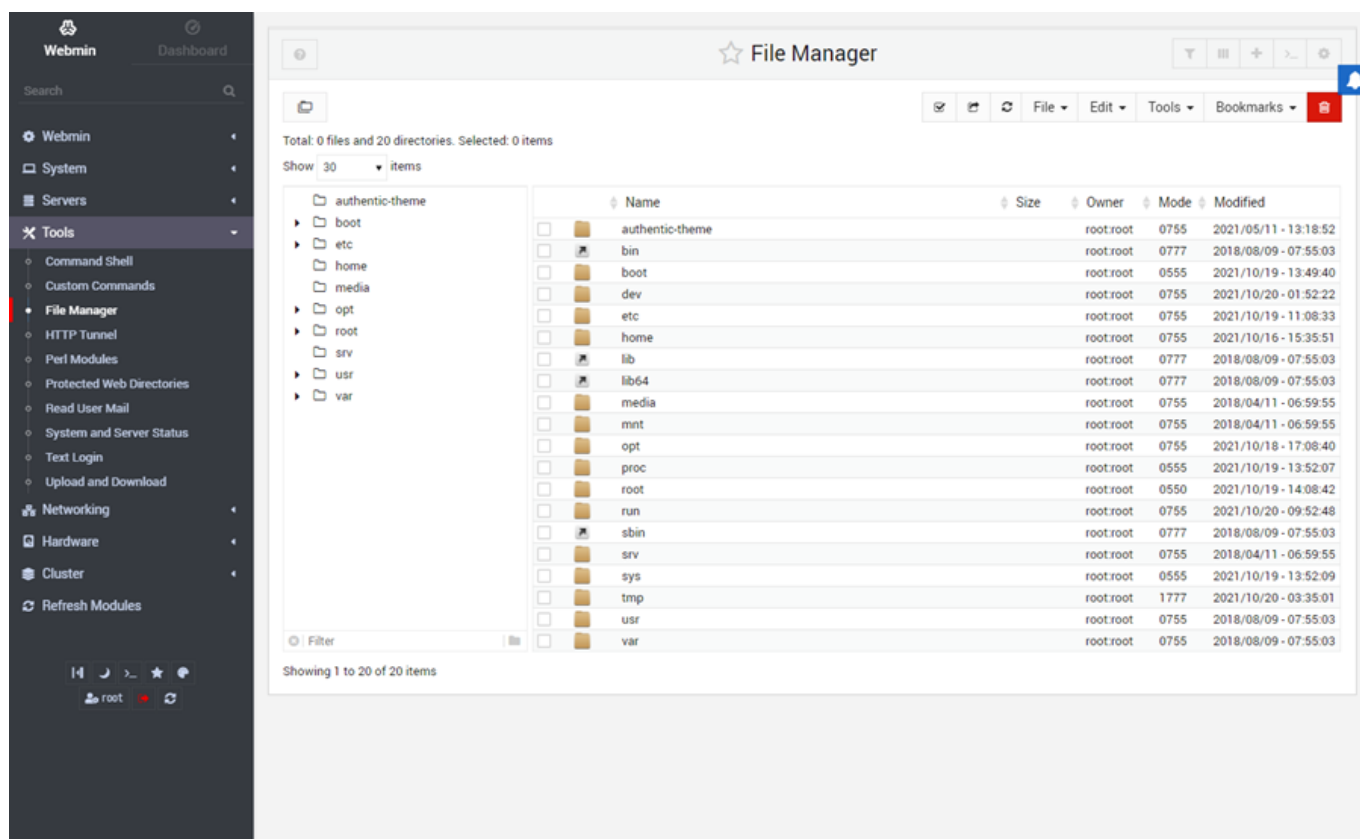 Webmin Dashboard
Search
Webmin
System
Servers
Tools
Command Shell
Custom Commands
File Manager
HTTP Tunnel
Perl Modules
Protected Web Directories
Read User Mail
System and Server Status
Text Login
Upload and Download
Networking
Hardware
Cluster
Refresh Modules
root
File Manager
File Edit Tools Bookmarks
Total: 0 files and 20 directories. Selected: 0 items
Show 30 items
authentic-theme
boot
etc
home
media
opt
root
srv
usr
var
Filter
Name Size Owner Mode Modified
authentic-theme root:root 0755 2021/05/11 - 13:18:52
bin root:root 0777 2018/08/09 - 07:55:03
boot root:root 0555 2021/10/19 - 13:49:40
dev root:root 0755 2021/10/20 - 01:52:22
etc root:root 0755 2021/10/19 - 11:08:33
home root:root 0755 2021/10/16 - 15:35:51
lib root:root 0777 2018/08/09 - 07:55:03
lib64 root:root 0777 2018/08/09 - 07:55:03
media root:root 0755 2018/04/11 - 06:59:55
mnt root:root 0755 2018/04/11 - 06:59:55
opt root:root 0755 2021/10/18 - 17:08:40
proc root:root 0555 2021/10/19 - 13:52:07
root root:root 0550 2021/10/19 - 14:08:42
run root:root 0755 2021/10/20 - 09:52:48
sbin root:root 0777 2018/08/09 - 07:55:03
srv root:root 0755 2018/04/11 - 06:59:55
sys root:root 0555 2021/10/19 - 13:52:09
tmp root:root 1777 2021/10/20 - 03:35:01
usr root:root 0755 2018/08/09 - 07:55:03
var root:root 0755 2018/08/09 - 07:55:03
Showing 1 to 20 of 20 items